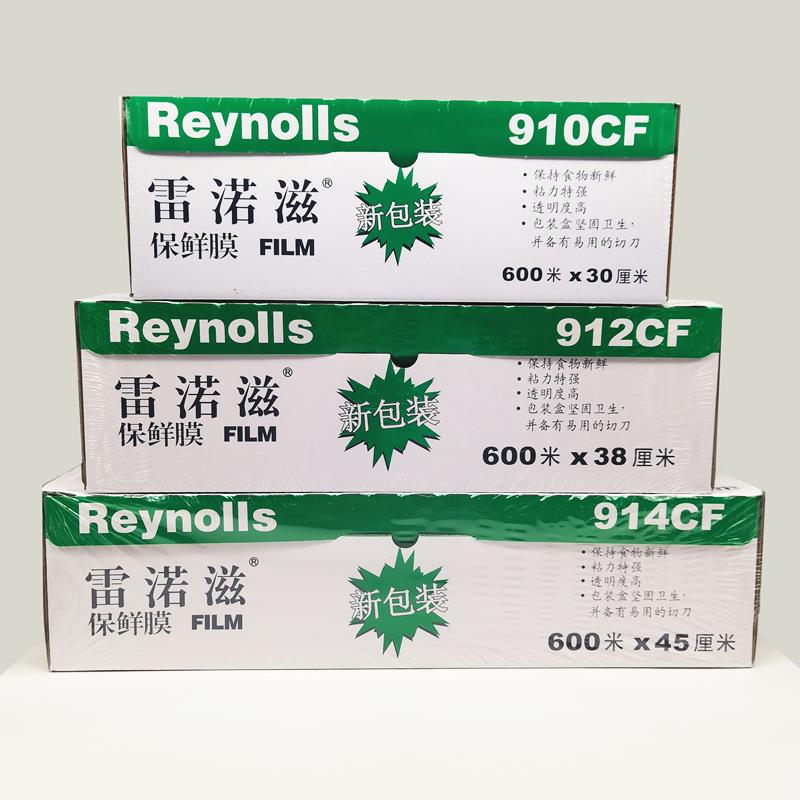 Reynolls 910CF
雷诺滋®
保鲜膜 FILM
新包装
• 保持食物新鲜
• 粘力特强
• 透明度高
• 包装盒坚固卫生，
并备有易用的切刀
600米 x 30厘米
Reynolls 912CF
雷诺滋®
保鲜膜 FILM
新包装
• 保持食物新鲜
• 粘力特强
• 透明度高
• 包装盒坚固卫生，
并备有易用的切刀
600米 x 38厘米
Reynolls 914CF
雷诺滋®
保鲜膜 FILM
新包装
• 保持食物新鲜
• 粘力特强
• 透明度高
• 包装盒坚固卫生，
并备有易用的切刀
600米 x 45厘米